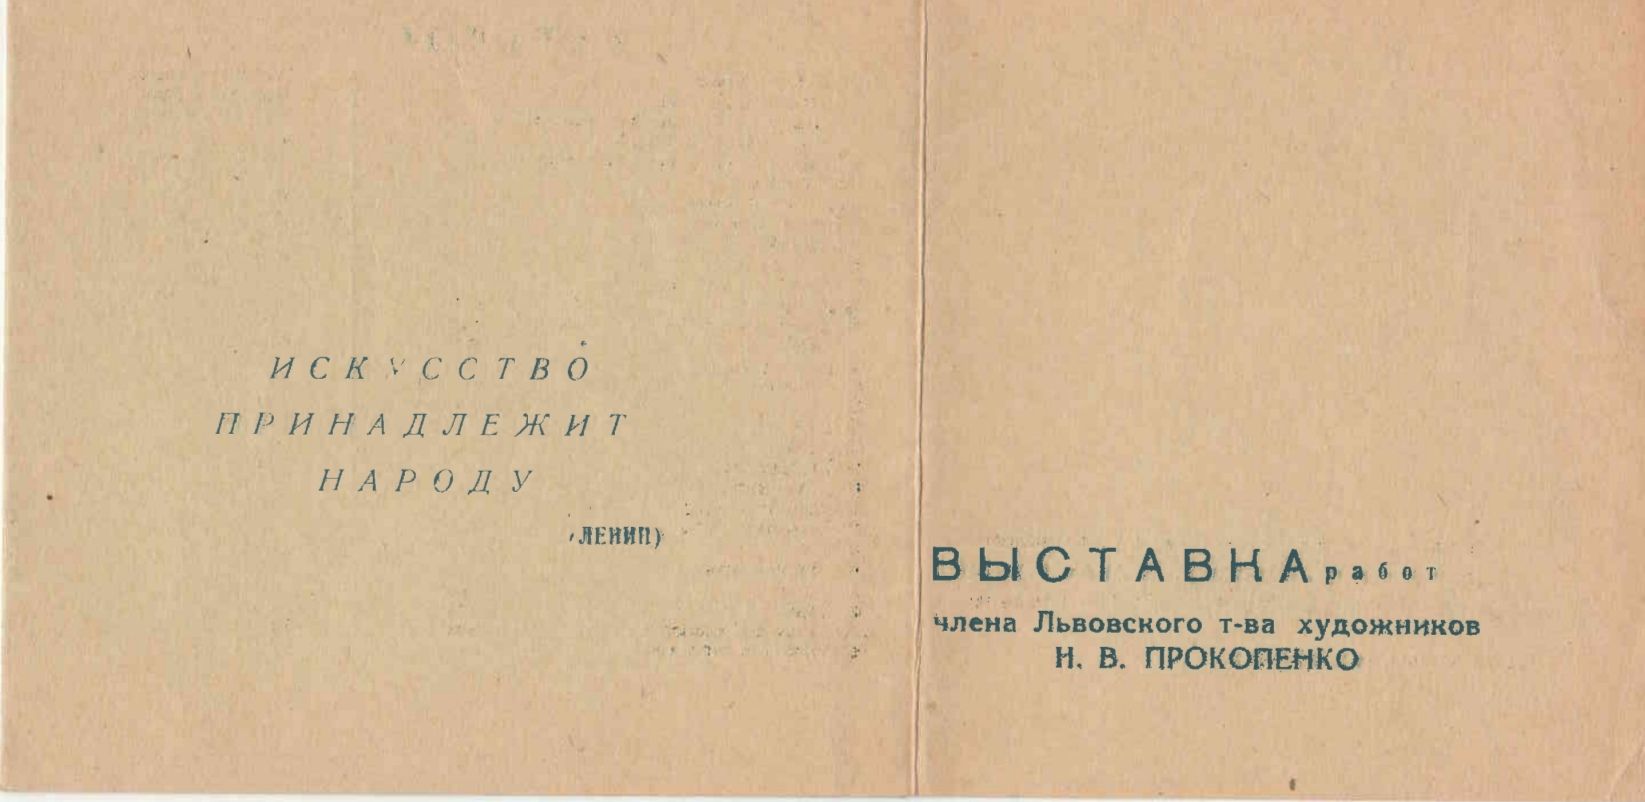 ИСКУССТВО
ПРИНАДЛЕЖИТ
НАРОДУ
(ЛЕНИН)
ВЫСТАВКА работ
члена Львовского т-ва художников
Н. В. ПРОКОПЕНКО